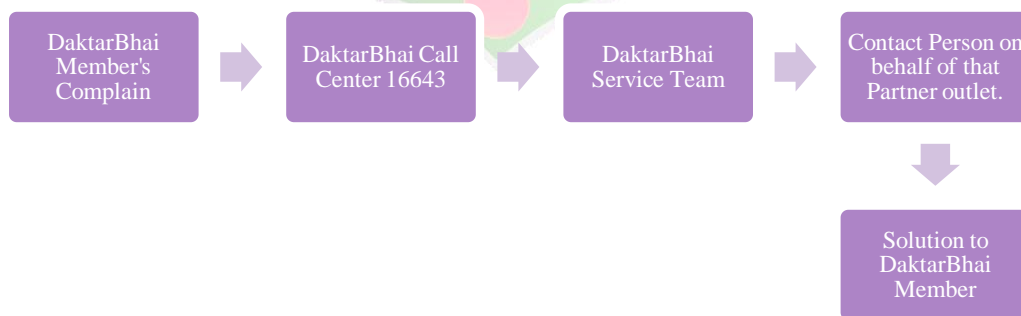 DaktarBhai
Member's
Complain
DaktarBhai Call
Center 16643
DaktarBhai
Service Team
Contact Person on
behalf of that
Partner outlet.
Solution to
DaktarBhai
Member